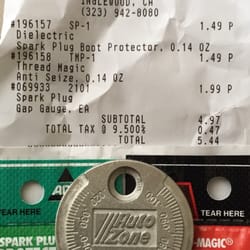 INGLEWOOD, CA
(323) 942-8080
#196157 SP-1 1.49 P
Dielectric
Spark Plug Boot Protector, 0.14 OZ
#196158 TMP-1 1.49 P
Thread Magic
Anti Seize, 0.14 OZ
#069933 2101 1.99 P
Spark Plug
Gap Gauge, EA
SUBTOTAL 4.97
TOTAL TAX @ 9.500% 0.47
TOTAL 5.44
TEAR HERE
TEAR HERE
Auto
Zone
SPARK PLUG
-MAGIC®